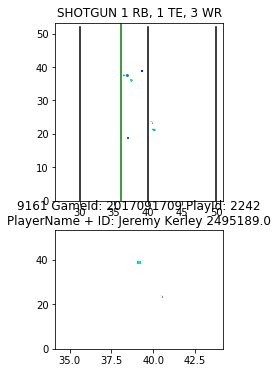 SHOTGUN 1 RB, 1 TE, 3 WR
50
40
30
20
10
0
30 35 40 45 50
9161 GameId: 2017091709 PlayId: 2242
PlayerName + ID: Jeremy Kerley 2495189.0
40
20
0
35.0 37.5 40.0 42.5